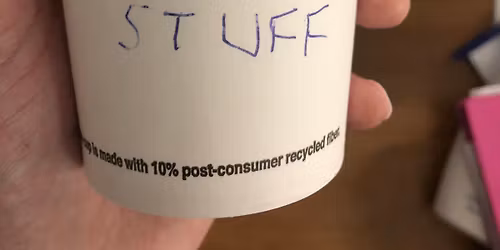 STUFF
is made with 10% post-consumer recycled fiber.